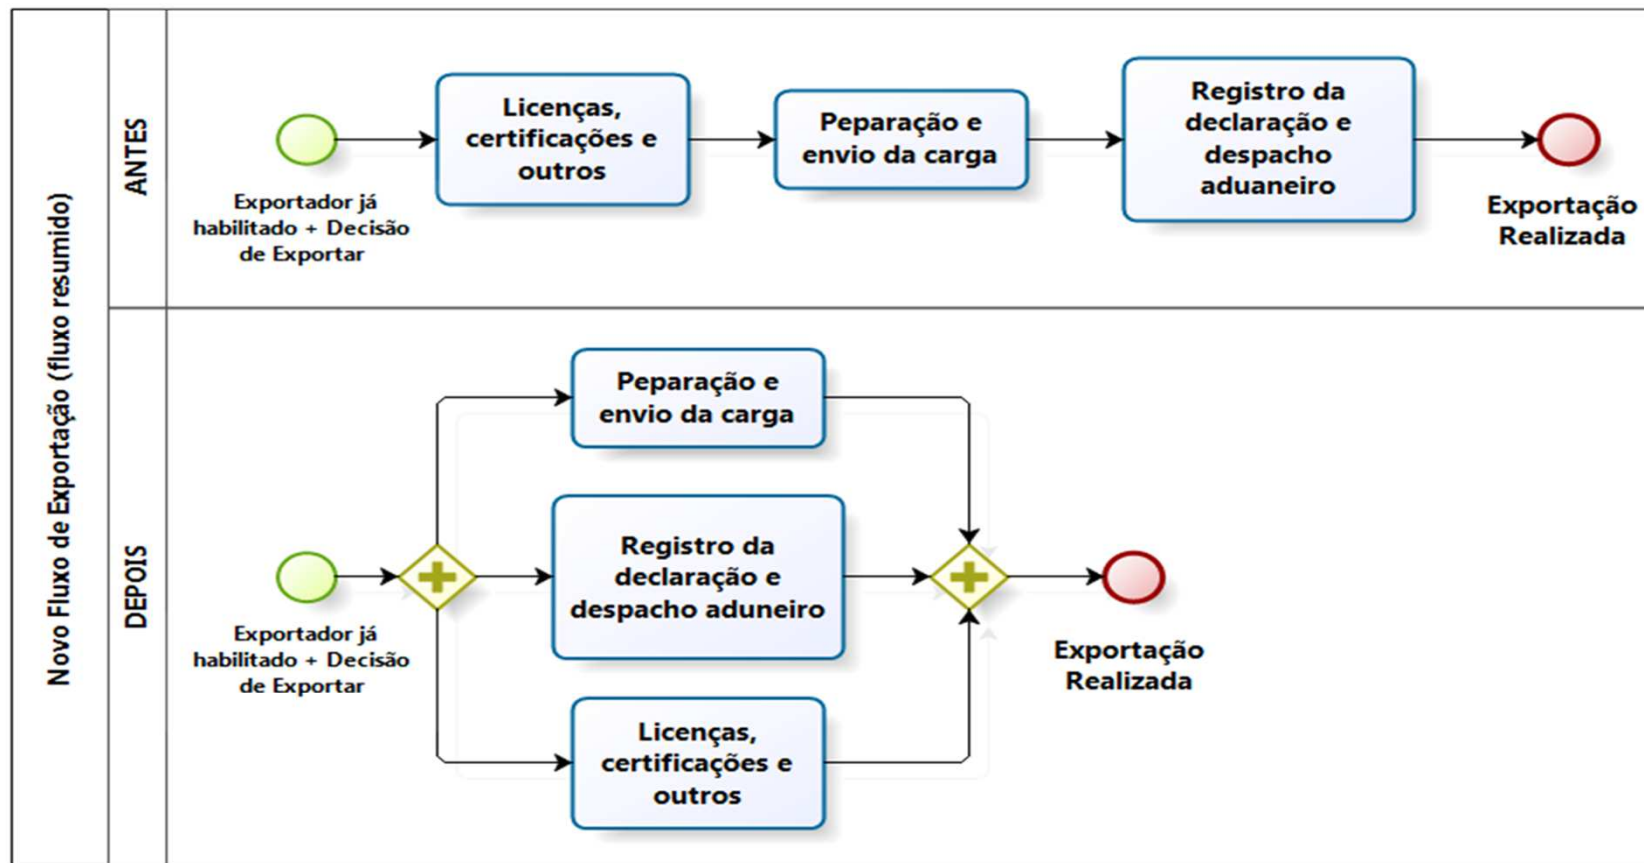 Novo Fluxo de Exportação (fluxo resumido)
ANTES
Exportador já
habilitado + Decisão
de Exportar
Licenças,
certificações e
outros
Peparação e
envio da carga
Registro da
declaração e
despacho
aduaneiro
Exportação
Realizada
DEPOIS
Exportador já
habilitado + Decisão
de Exportar
Peparação e
envio da carga
Registro da
declaração e
despacho aduneiro
Licenças,
certificações e
outros
Exportação
Realizada